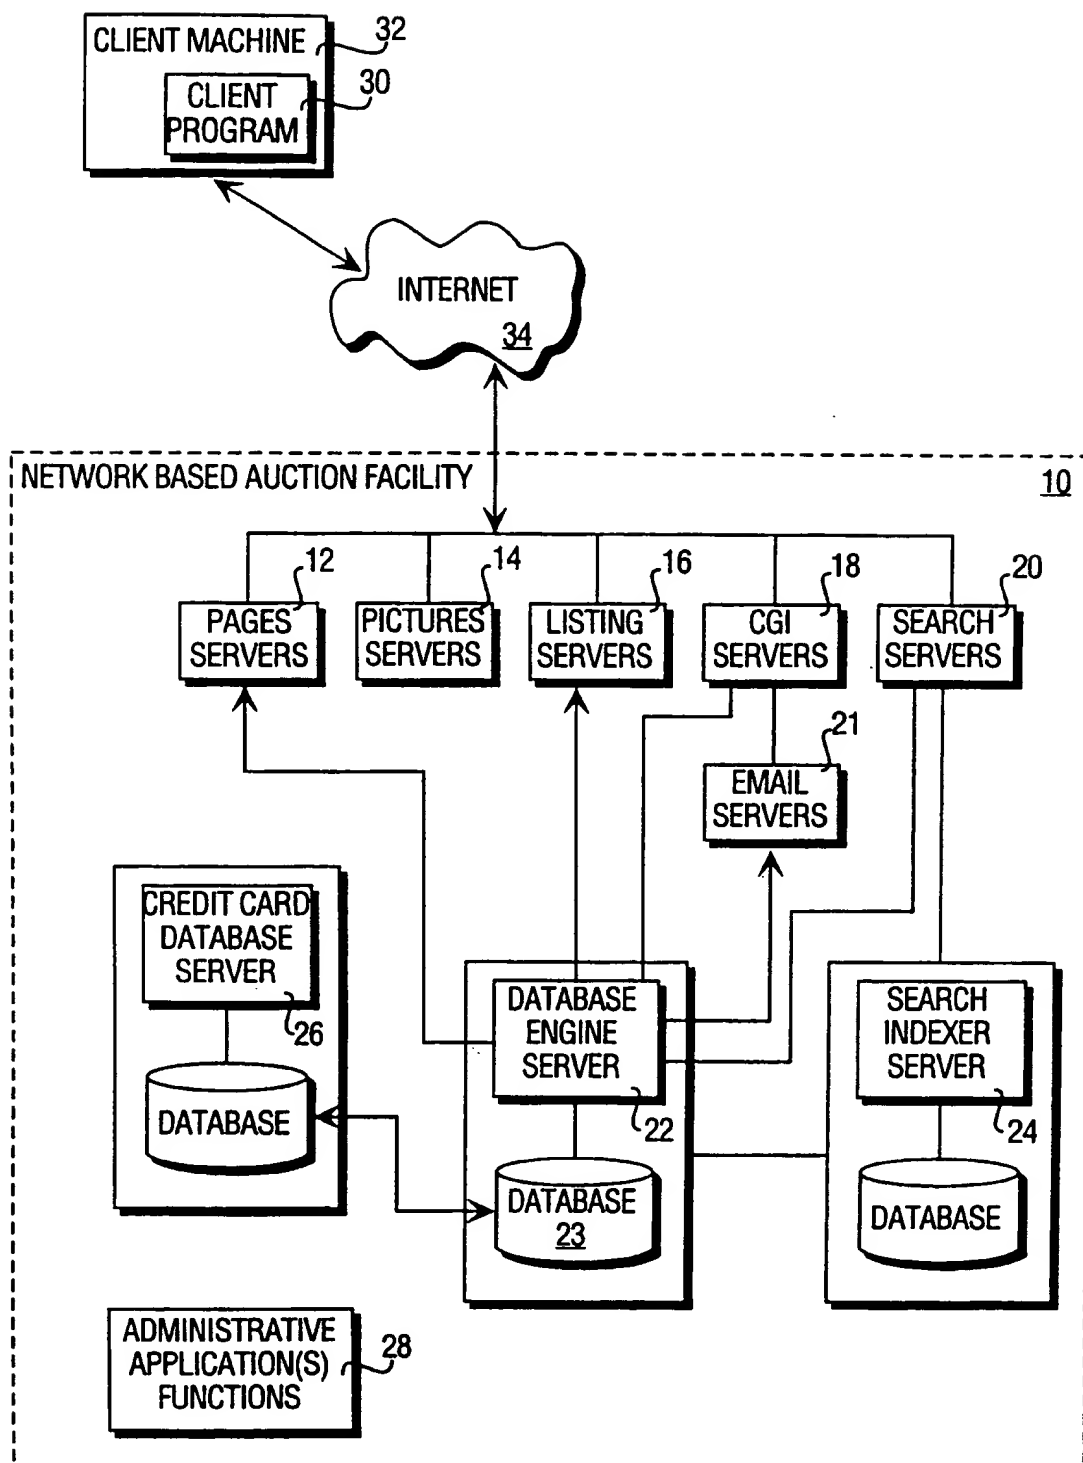 CLIENT MACHINE
32
CLIENT
PROGRAM
30
INTERNET
34
NETWORK BASED AUCTION FACILITY
10
12
14
16
18
20
PAGES
SERVERS
PICTURES
SERVERS
LISTING
SERVERS
CGI
SERVERS
SEARCH
SERVERS
21
EMAIL
SERVERS
CREDIT CARD
DATABASE
SERVER
26
DATABASE
DATABASE
ENGINE
SERVER
22
DATABASE
23
SEARCH
INDEXER
SERVER
24
DATABASE
ADMINISTRATIVE
APPLICATION(S)
FUNCTIONS
28